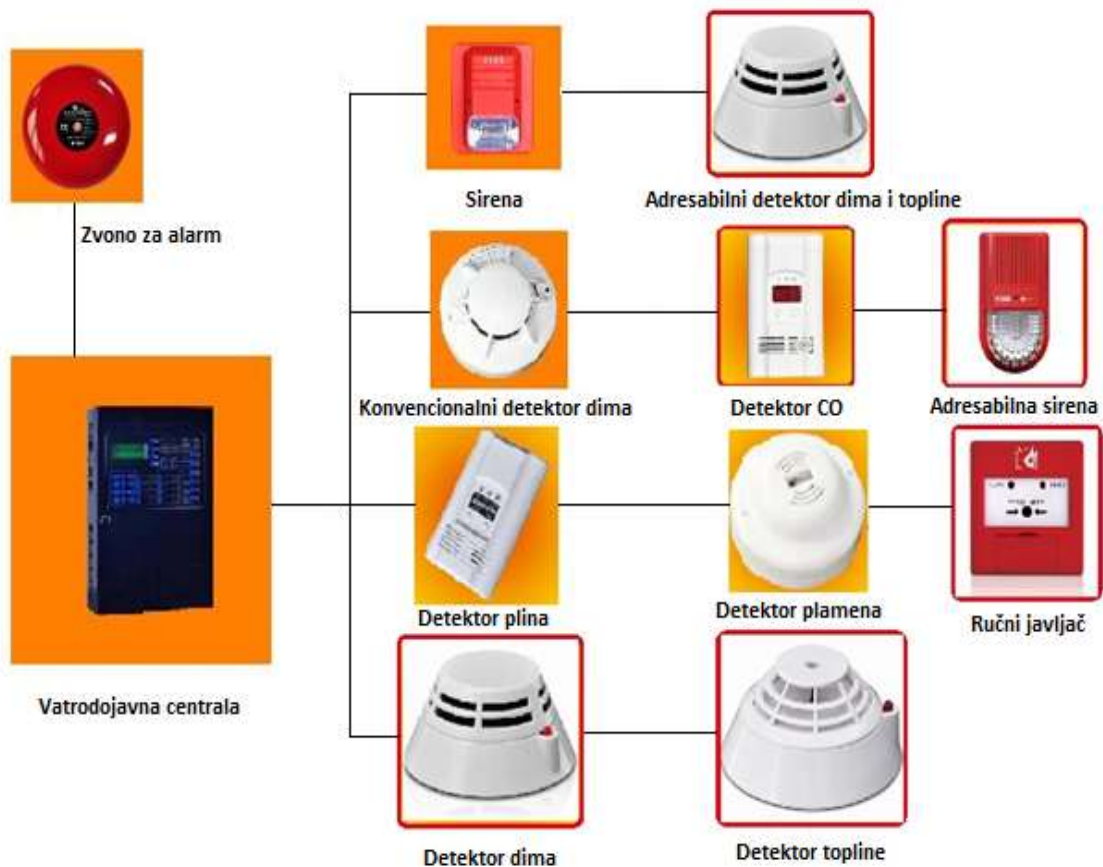 Sirena
Adresabilni detektor dima i topline
Zvono za alarm
Konvencionalni detektor dima
Detektor CO
Adresabilna sirena
Detektor plina
Detektor plamena
Ručni javljač
Vatrodojavna centrala
Detektor dima
Detektor topline